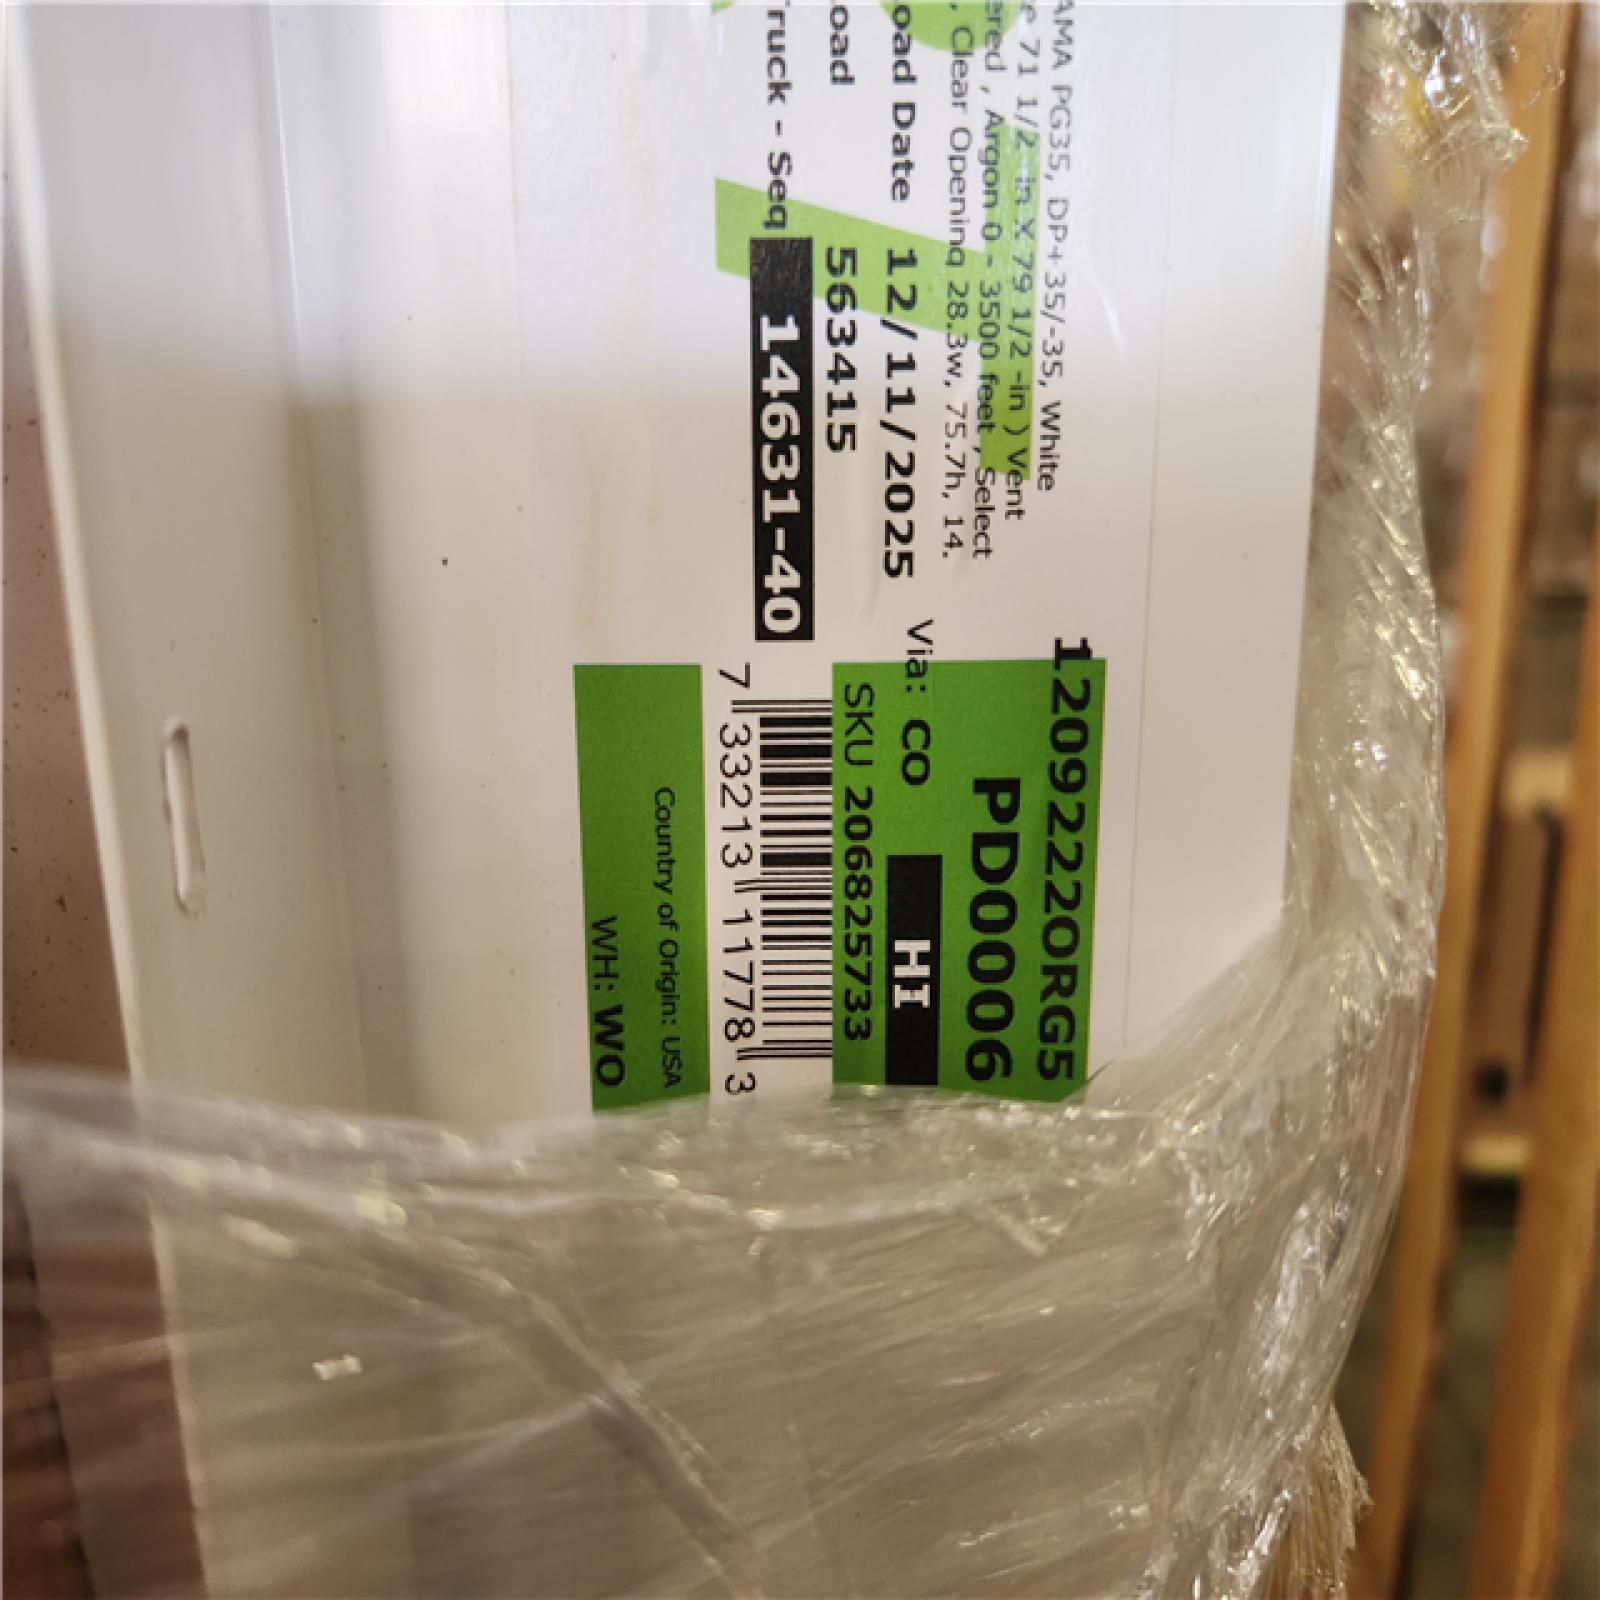 AMA PG35, DP+35/-35, White
71 1/2 -in X 79 1/2 -in ) Vent
ered , Argon 0 - 3500 feet , Select
, Clear Opening 28.3w, 75.7h, 14.
oad Date 12/11/2025
oad 563415
Truck - Seq 14631-40
1209222ORG5
PD0006
Via: CO HI
SKU 206825733
7 33213 11778 3
Country of Origin: USA
WH: WO